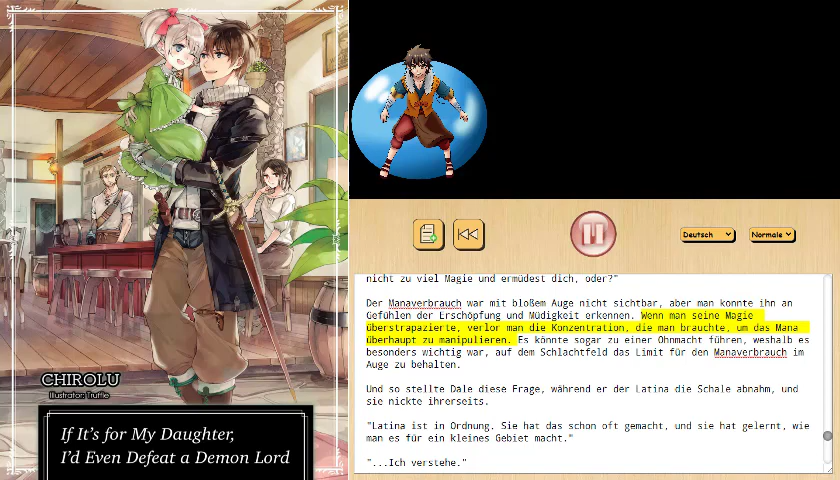 CHIROLU
Illustrator: Truffle
If It's for My Daughter,
I'd Even Defeat a Demon Lord
Deutsch
Normale
nicht zu viel Magie und ermüdest dich, oder?"
Der Manaverbrauch war mit bloßem Auge nicht sichtbar, aber man konnte ihn an
Gefühlen der Erschöpfung und Müdigkeit erkennen. Wenn man seine Magie
überstrapazierte, verlor man die Konzentration, die man brauchte, um das Mana
überhaupt zu manipulieren. Es könnte sogar zu einer Ohnmacht führen, weshalb es
besonders wichtig war, auf dem Schlachtfeld das Limit für den Manaverbrauch im
Auge zu behalten.
Und so stellte Dale diese Frage, während er der Latina die Schale abnahm, und
sie nickte ihrerseits.
"Latina ist in Ordnung. Sie hat das schon oft gemacht, und sie hat gelernt, wie
man es für ein kleines Gebiet macht."
"...Ich verstehe."